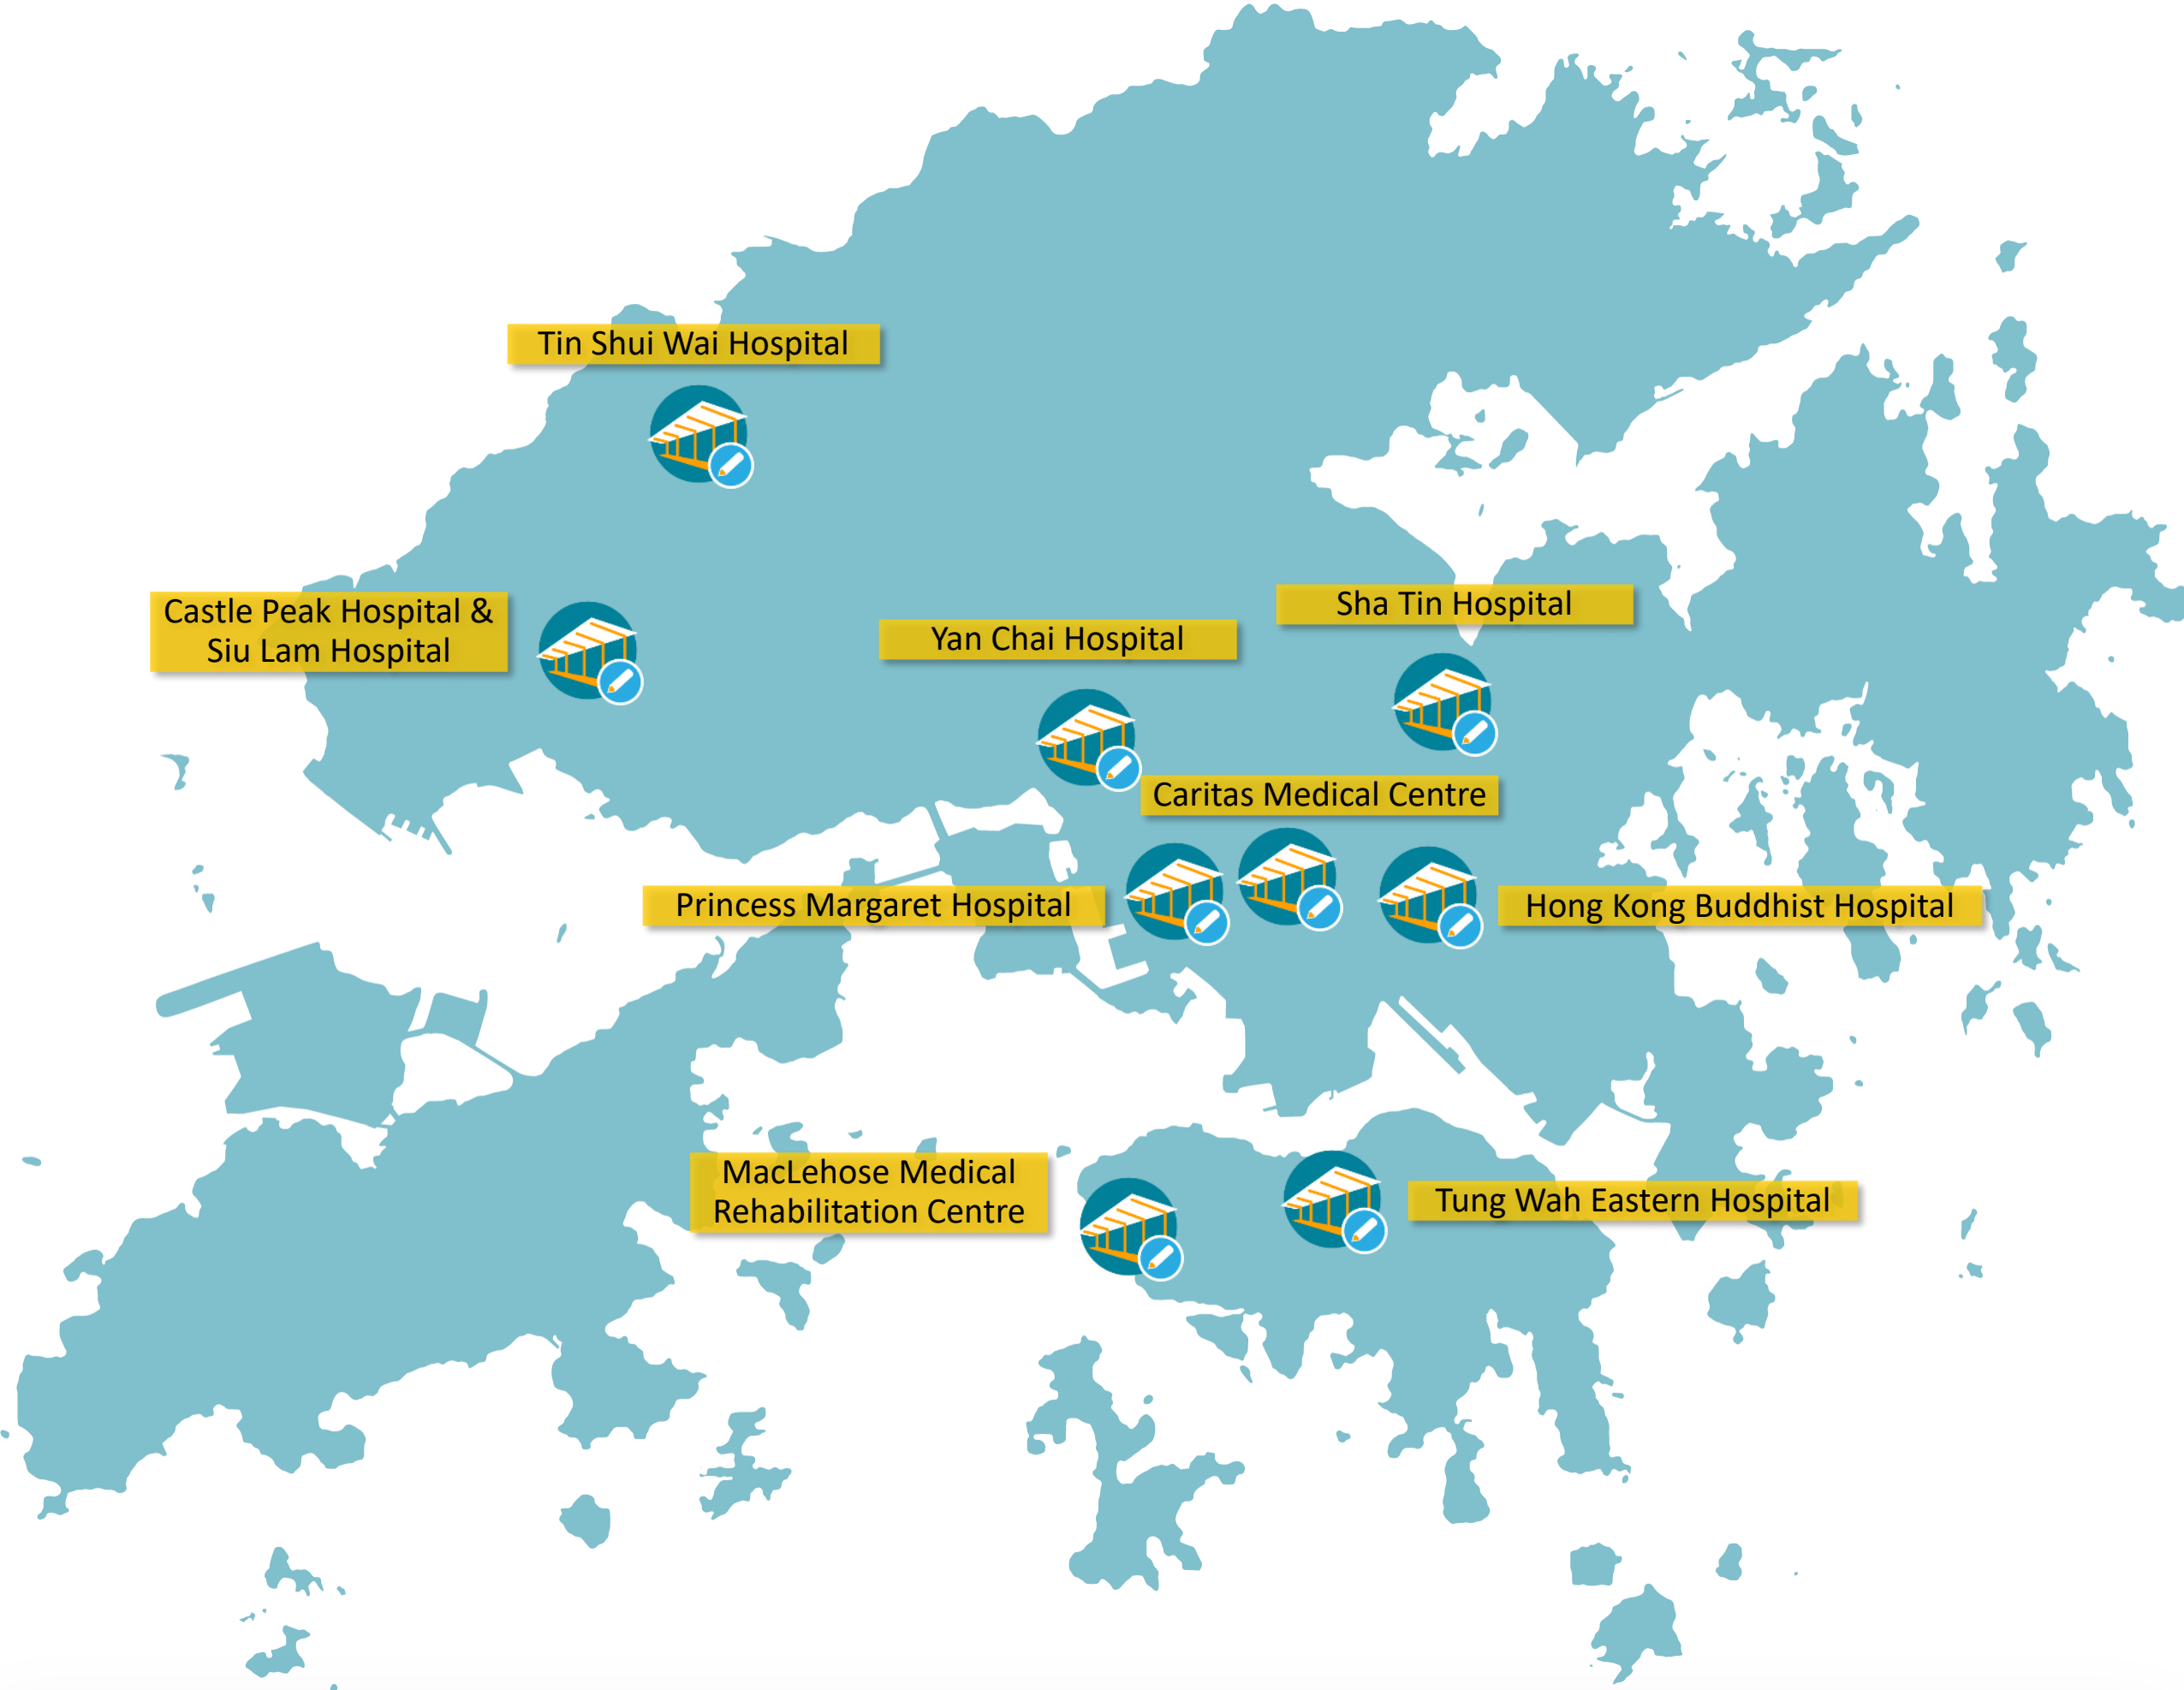 Tin Shui Wai Hospital
Castle Peak Hospital &
Siu Lam Hospital
Sha Tin Hospital
Yan Chai Hospital
Caritas Medical Centre
Princess Margaret Hospital
Hong Kong Buddhist Hospital
MacLehose Medical
Rehabilitation Centre
Tung Wah Eastern Hospital